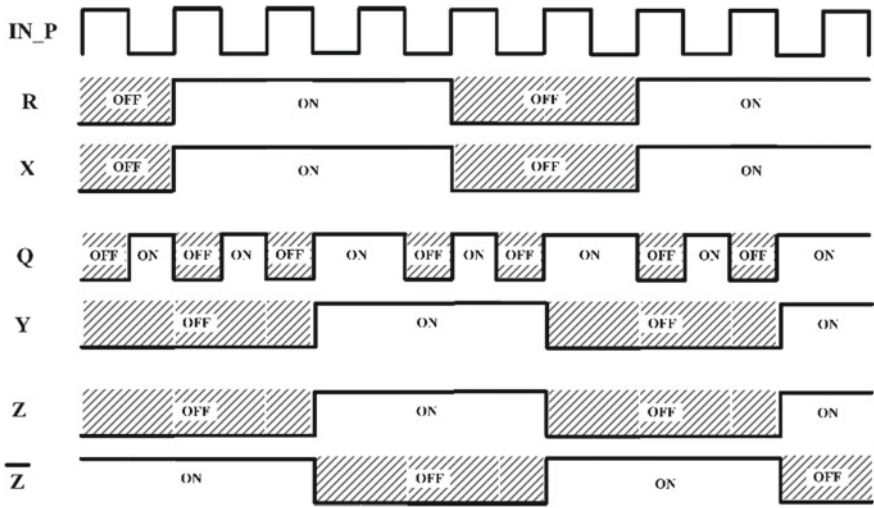 IN_P
R OFF ON OFF ON
X OFF ON OFF ON
Q OFF ON OFF ON OFF ON OFF ON OFF ON OFF ON OFF ON
Y OFF ON OFF ON
Z OFF ON OFF ON
Z̅ ON OFF ON OFF